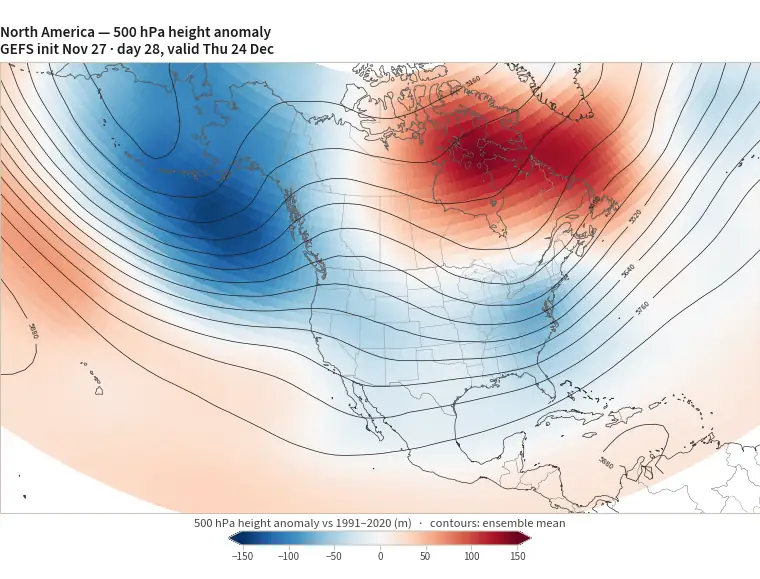 North America — 500 hPa height anomaly
GEFS init Nov 27 · day 28, valid Thu 24 Dec
5160
5520
5640
5760
5880
5880
500 hPa height anomaly vs 1991–2020 (m) · contours: ensemble mean
−150 −100 −50 0 50 100 150